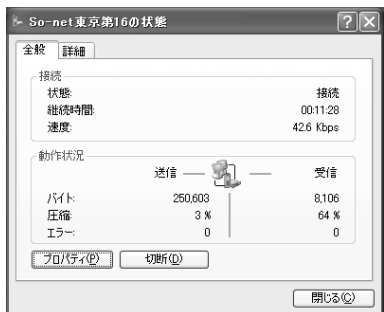 So-net東京第16の状態
全般 詳細
接続
状態: 接続
継続時間: 00:11:28
速度: 42.6 Kbps
動作状況
送信 受信
バイト: 250,603 8,106
圧縮: 3 % 64 %
エラー: 0 0
プロパティ(P) 切断(D)
閉じる(C)